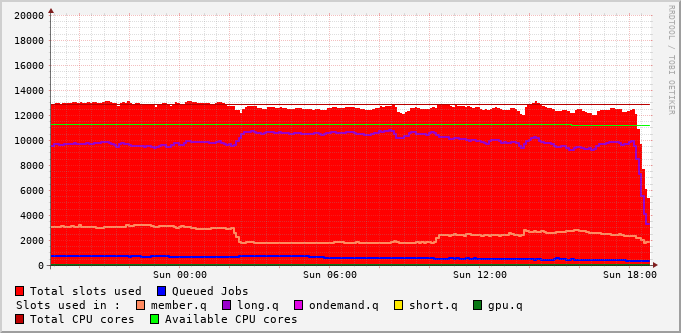 20000
18000
16000
14000
12000
10000
8000
6000
4000
2000
0
Sun 00:00 Sun 06:00 Sun 12:00 Sun 18:00
RRDTOOL / TOBI OETIKER
Total slots used Queued Jobs
Slots used in : member.q long.q ondemand.q short.q gpu.q
Total CPU cores Available CPU cores